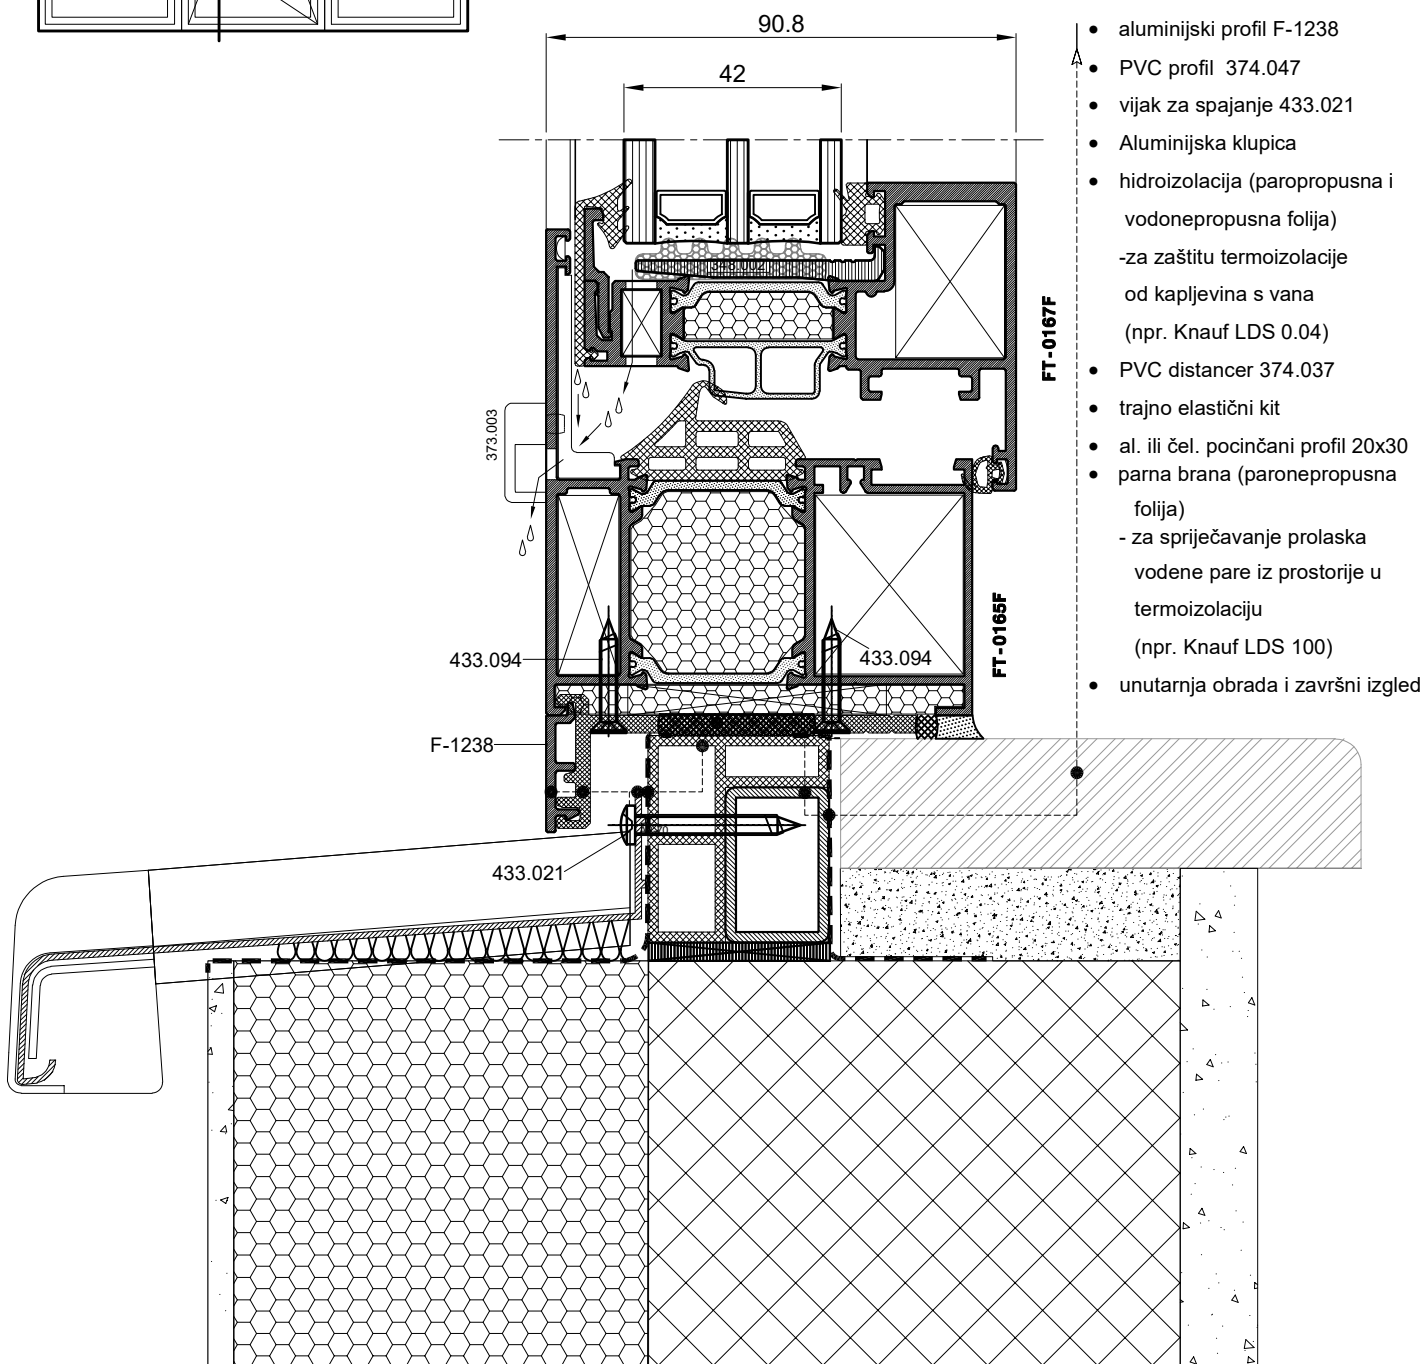 90.8
42
aluminijski profil F-1238
PVC profil 374.047
vijak za spajanje 433.021
Aluminijska klupica
hidroizolacija (paropropusna i
vodonepropusna folija)
-za zaštitu termoizolacije
od kapljevina s vana
(npr. Knauf LDS 0.04)
PVC distancer 374.037
trajno elastični kit
al. ili čel. pocinčani profil 20x30
parna brana (paronepropusna
folija)
- za spriječavanje prolaska
vodene pare iz prostorije u
termoizolaciju
(npr. Knauf LDS 100)
unutarnja obrada i završni izgled
FT-0167F
373.003
FT-0165F
433.094
433.094
F-1238
433.021